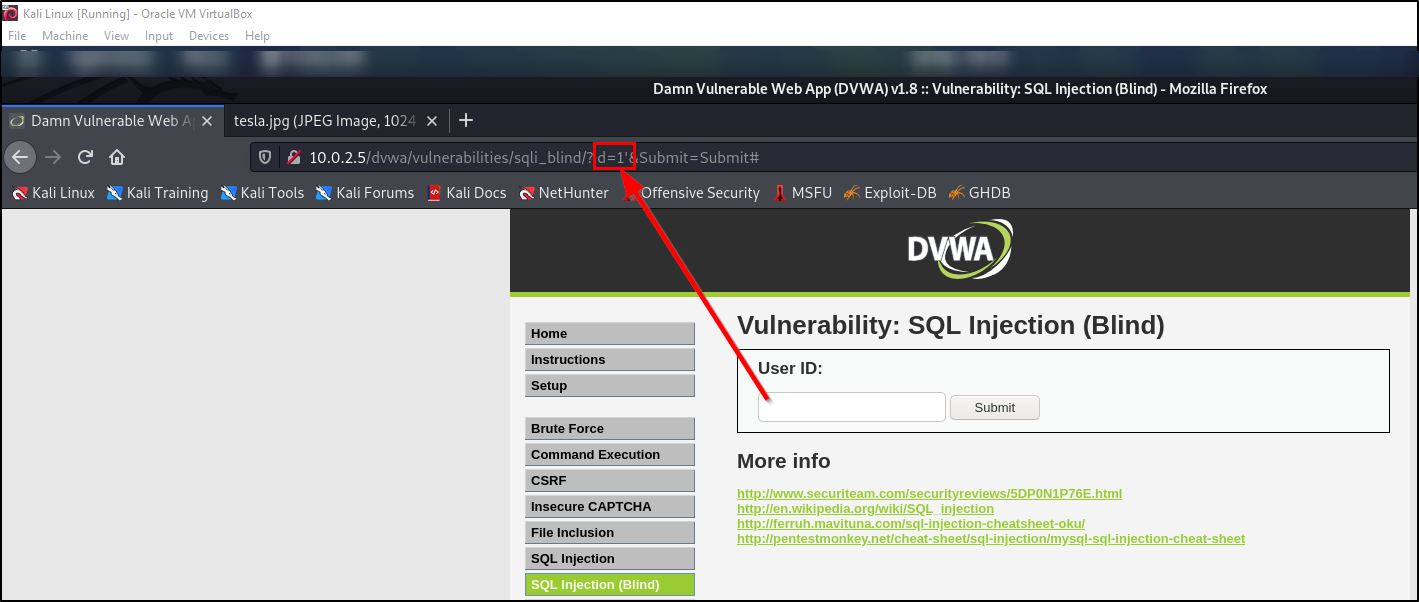 Kali Linux [Running] - Oracle VM VirtualBox
File Machine View Input Devices Help
Damn Vulnerable Web App (DVWA) v1.8 :: Vulnerability: SQL Injection (Blind) - Mozilla Firefox
Damn Vulnerable Web Ap
tesla.jpg (JPEG Image, 1024
10.0.2.5/dvwa/vulnerabilities/sqli_blind/?id=1'&Submit=Submit#
Kali Linux Kali Training Kali Tools Kali Forums Kali Docs NetHunter Offensive Security MSFU Exploit-DB GHDB
DVWA
Home
Instructions
Setup
Brute Force
Command Execution
CSRF
Insecure CAPTCHA
File Inclusion
SQL Injection
SQL Injection (Blind)
Vulnerability: SQL Injection (Blind)
User ID:
Submit
More info
http://www.securiteam.com/securityreviews/5DP0N1P76E.html
http://en.wikipedia.org/wiki/SQL_injection
http://ferruh.mavituna.com/sql-injection-cheatsheet-oku/
http://pentestmonkey.net/cheat-sheet/sql-injection/mysql-sql-injection-cheat-sheet